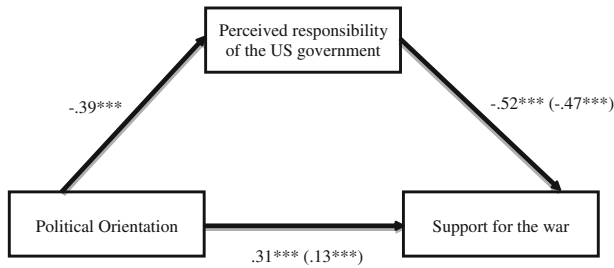 Perceived responsibility
of the US government
-.39***
-.52*** (-.47***)
Political Orientation
Support for the war
.31*** (.13***)